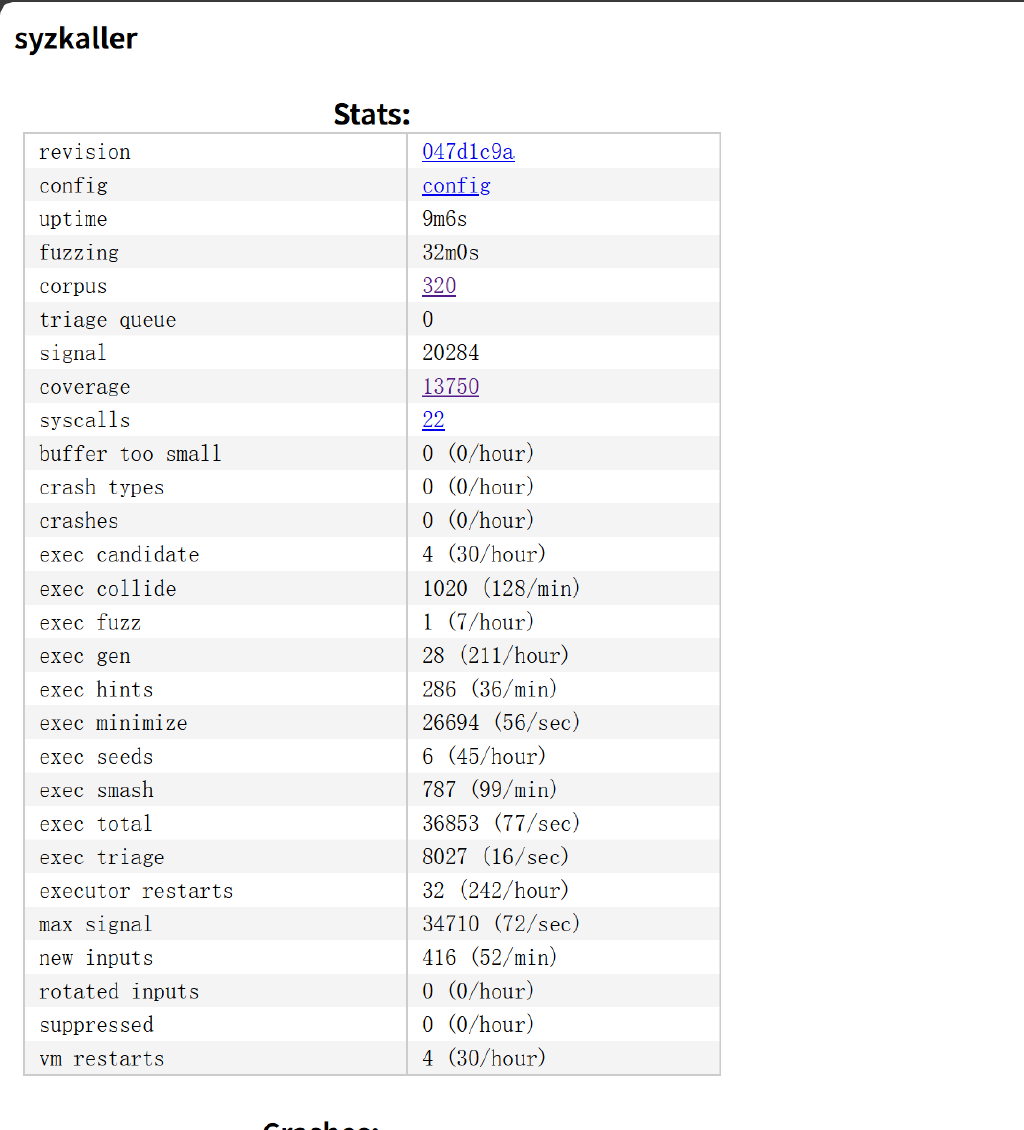 syzkaller
Stats:
revision 047d1c9a
config config
uptime 9m6s
fuzzing 32m0s
corpus 320
triage queue 0
signal 20284
coverage 13750
syscalls 22
buffer too small 0 (0/hour)
crash types 0 (0/hour)
crashes 0 (0/hour)
exec candidate 4 (30/hour)
exec collide 1020 (128/min)
exec fuzz 1 (7/hour)
exec gen 28 (211/hour)
exec hints 286 (36/min)
exec minimize 26694 (56/sec)
exec seeds 6 (45/hour)
exec smash 787 (99/min)
exec total 36853 (77/sec)
exec triage 8027 (16/sec)
executor restarts 32 (242/hour)
max signal 34710 (72/sec)
new inputs 416 (52/min)
rotated inputs 0 (0/hour)
suppressed 0 (0/hour)
vm restarts 4 (30/hour)